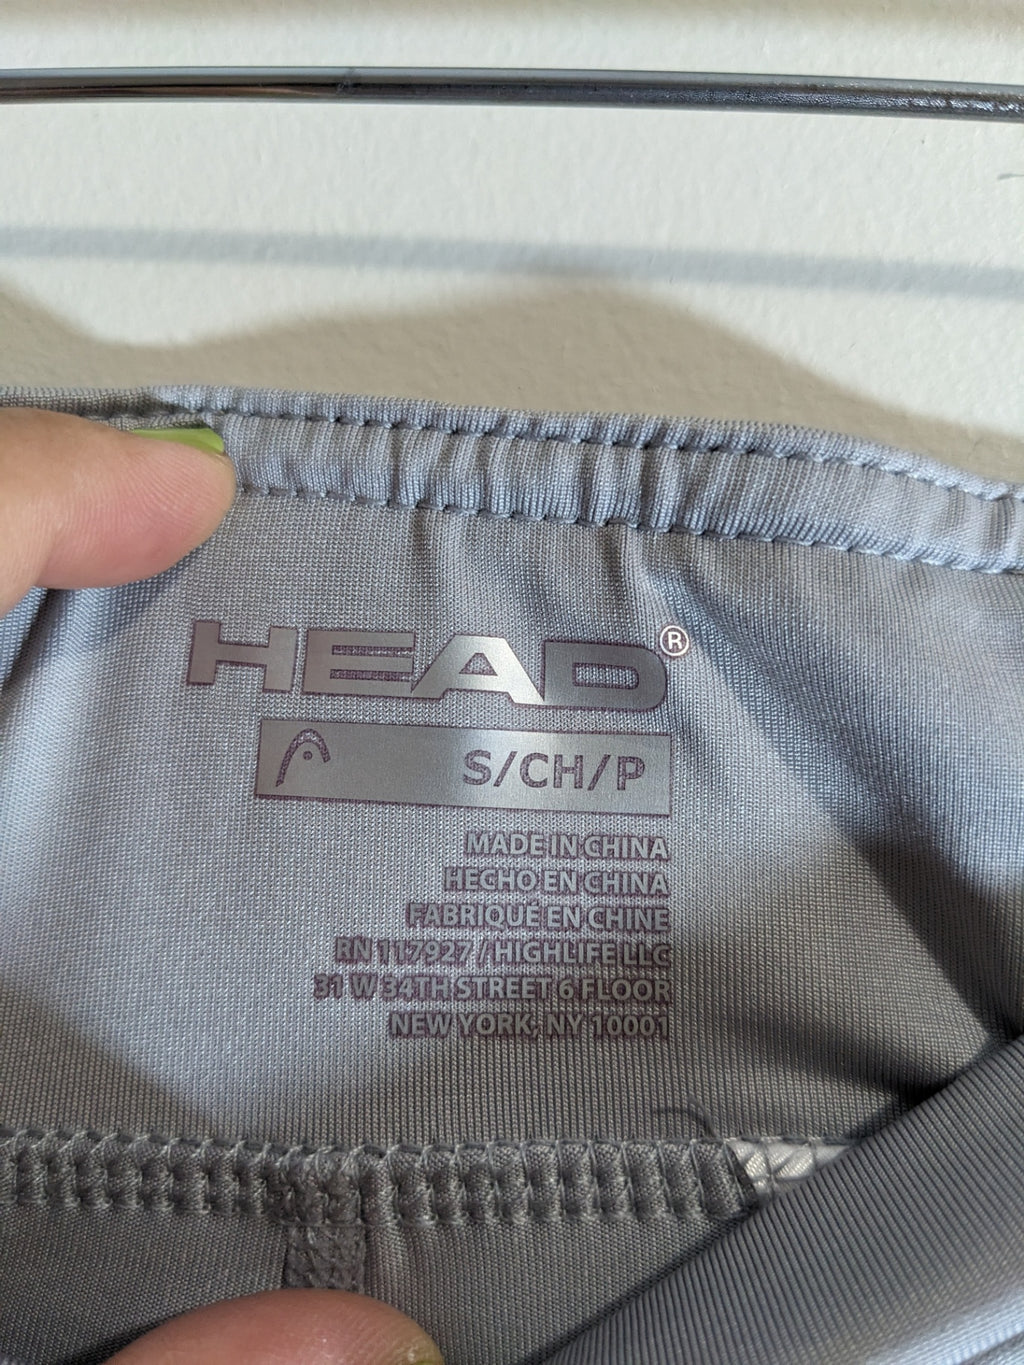 HEAD®
S/CH/P
MADE IN CHINA
HECHO EN CHINA
FABRIQUÉ EN CHINE
RN 117927 / HIGHLIFE LLC
31 W 34TH STREET 6 FLOOR
NEW YORK, NY 10001